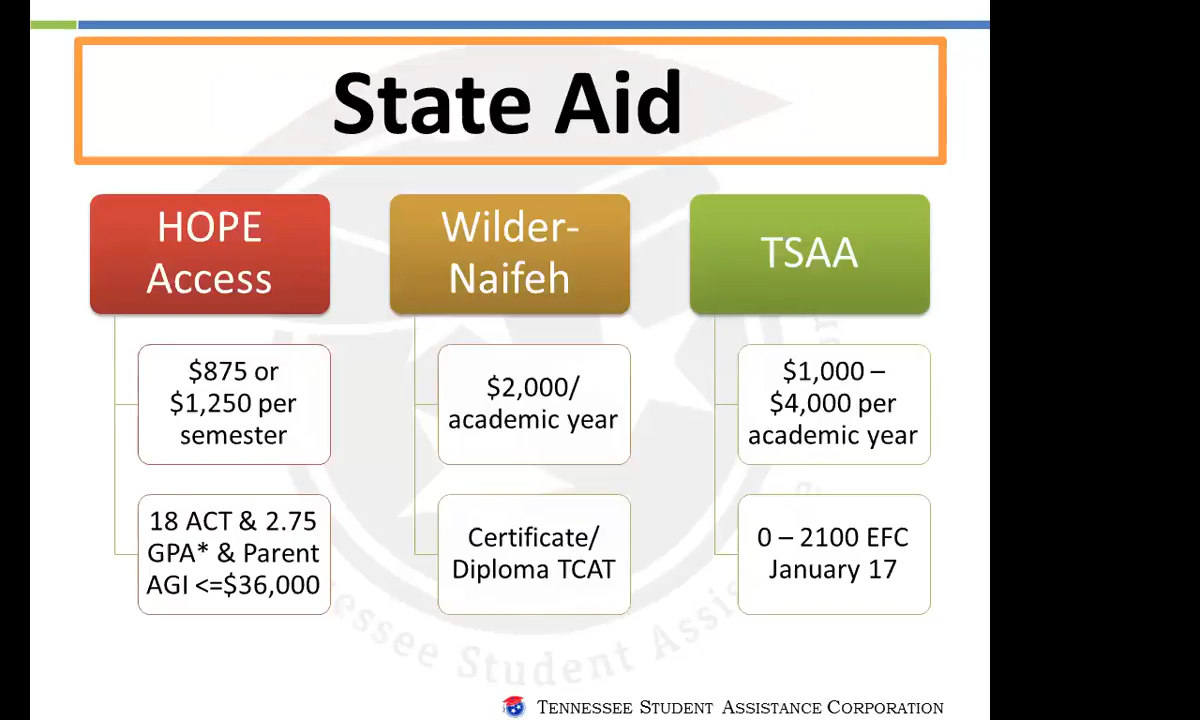 State Aid
HOPE
Access
$875 or
$1,250 per
semester
18 ACT & 2.75
GPA* & Parent
AGI <=$36,000
Wilder-
Naifeh
$2,000/
academic year
Certificate/
Diploma TCAT
TSAA
$1,000 –
$4,000 per
academic year
0 – 2100 EFC
January 17
Student Assis
TENNESSEE STUDENT ASSISTANCE CORPORATION